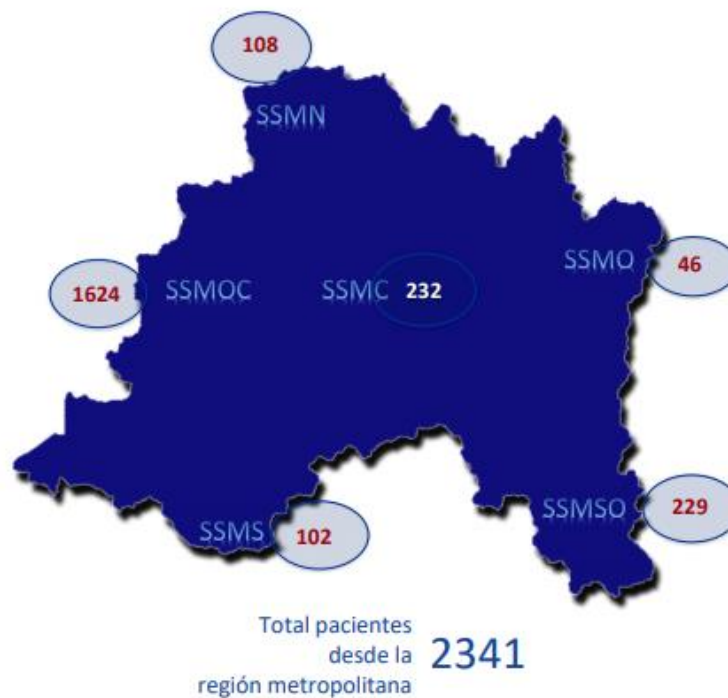 108
SSMN
SSMO 46
1624 SSMOC SSMC 232
SSMSO 229
SSMS 102
Total pacientes
desde la
región metropolitana
2341